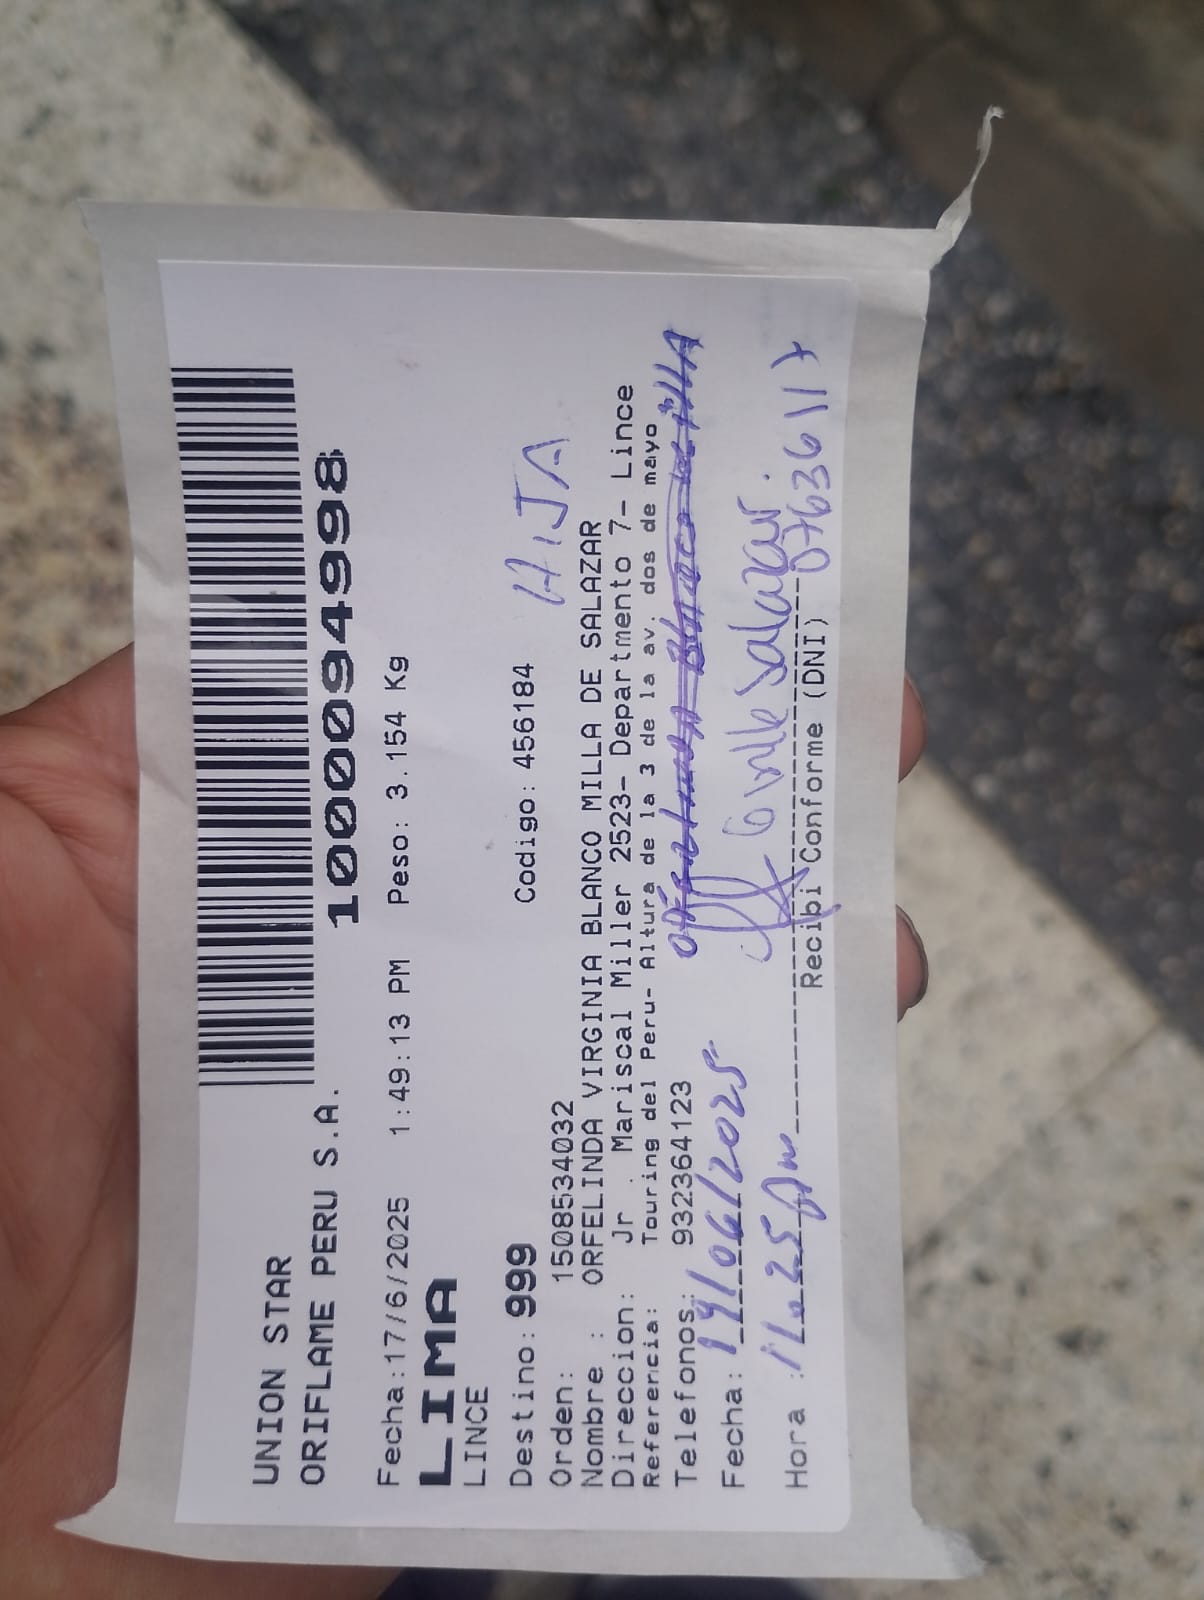 UNION STAR
ORIFLAME PERU S.A.
1000094998
Fecha:17/6/2025 1:49:13 PM Peso: 3.154 Kg
LIMA
LINCE
Destino: 999 Codigo: 456184 HIJA
Orden: 1508534032
Nombre : ORFELINDA VIRGINIA BLANCO MILLA DE SALAZAR
Direccion: Jr . Mariscal Miller 2523- Departmento 7- Lince
Referencia: Touring del Peru- Altura de la 3 de la av. dos de mayo
Telefonos: 932364123
Fecha: 19/06/2025 Salazar.
Hora : 11:25 Am 07636117
Recibi Conforme (DNI)